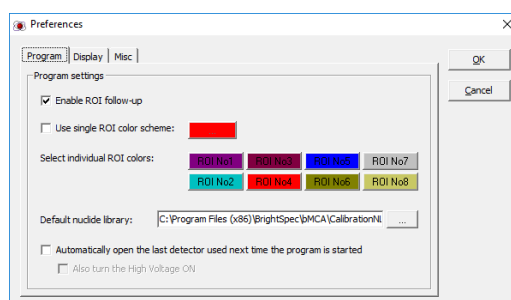 Preferences
Program Display Misc
OK
Program settings
Cancel
Enable ROI follow-up
Use single ROI color scheme:
Select individual ROI colors:
ROI No1 ROI No3 ROI No5 ROI No7
ROI No2 ROI No4 ROI No6 ROI No8
Default nuclide library: C:\Program Files (x86)\BrightSpec\bMCA\CalibrationNL ...
Automatically open the last detector used next time the program is started
Also turn the High Voltage ON